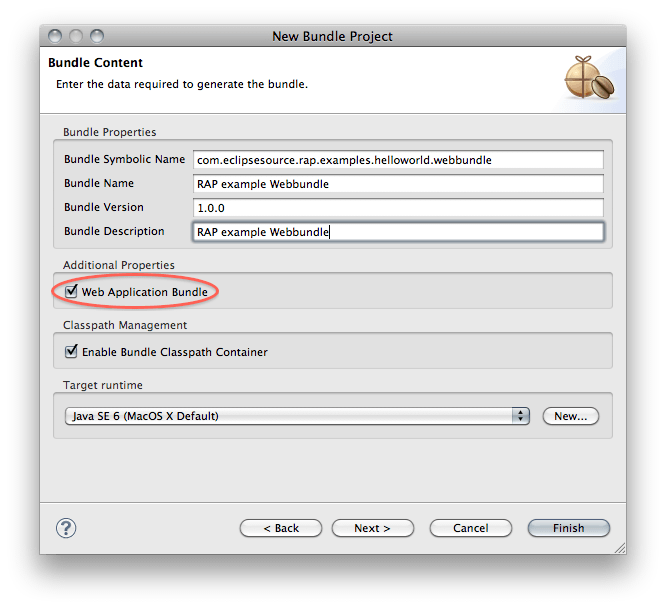 New Bundle Project
Bundle Content
Enter the data required to generate the bundle.
Bundle Properties
Bundle Symbolic Name com.eclipsesource.rap.examples.helloworld.webbundle
Bundle Name RAP example Webbundle
Bundle Version 1.0.0
Bundle Description RAP example Webbundle
Additional Properties
Web Application Bundle
Classpath Management
Enable Bundle Classpath Container
Target runtime
Java SE 6 (MacOS X Default) New...
? < Back Next > Cancel Finish